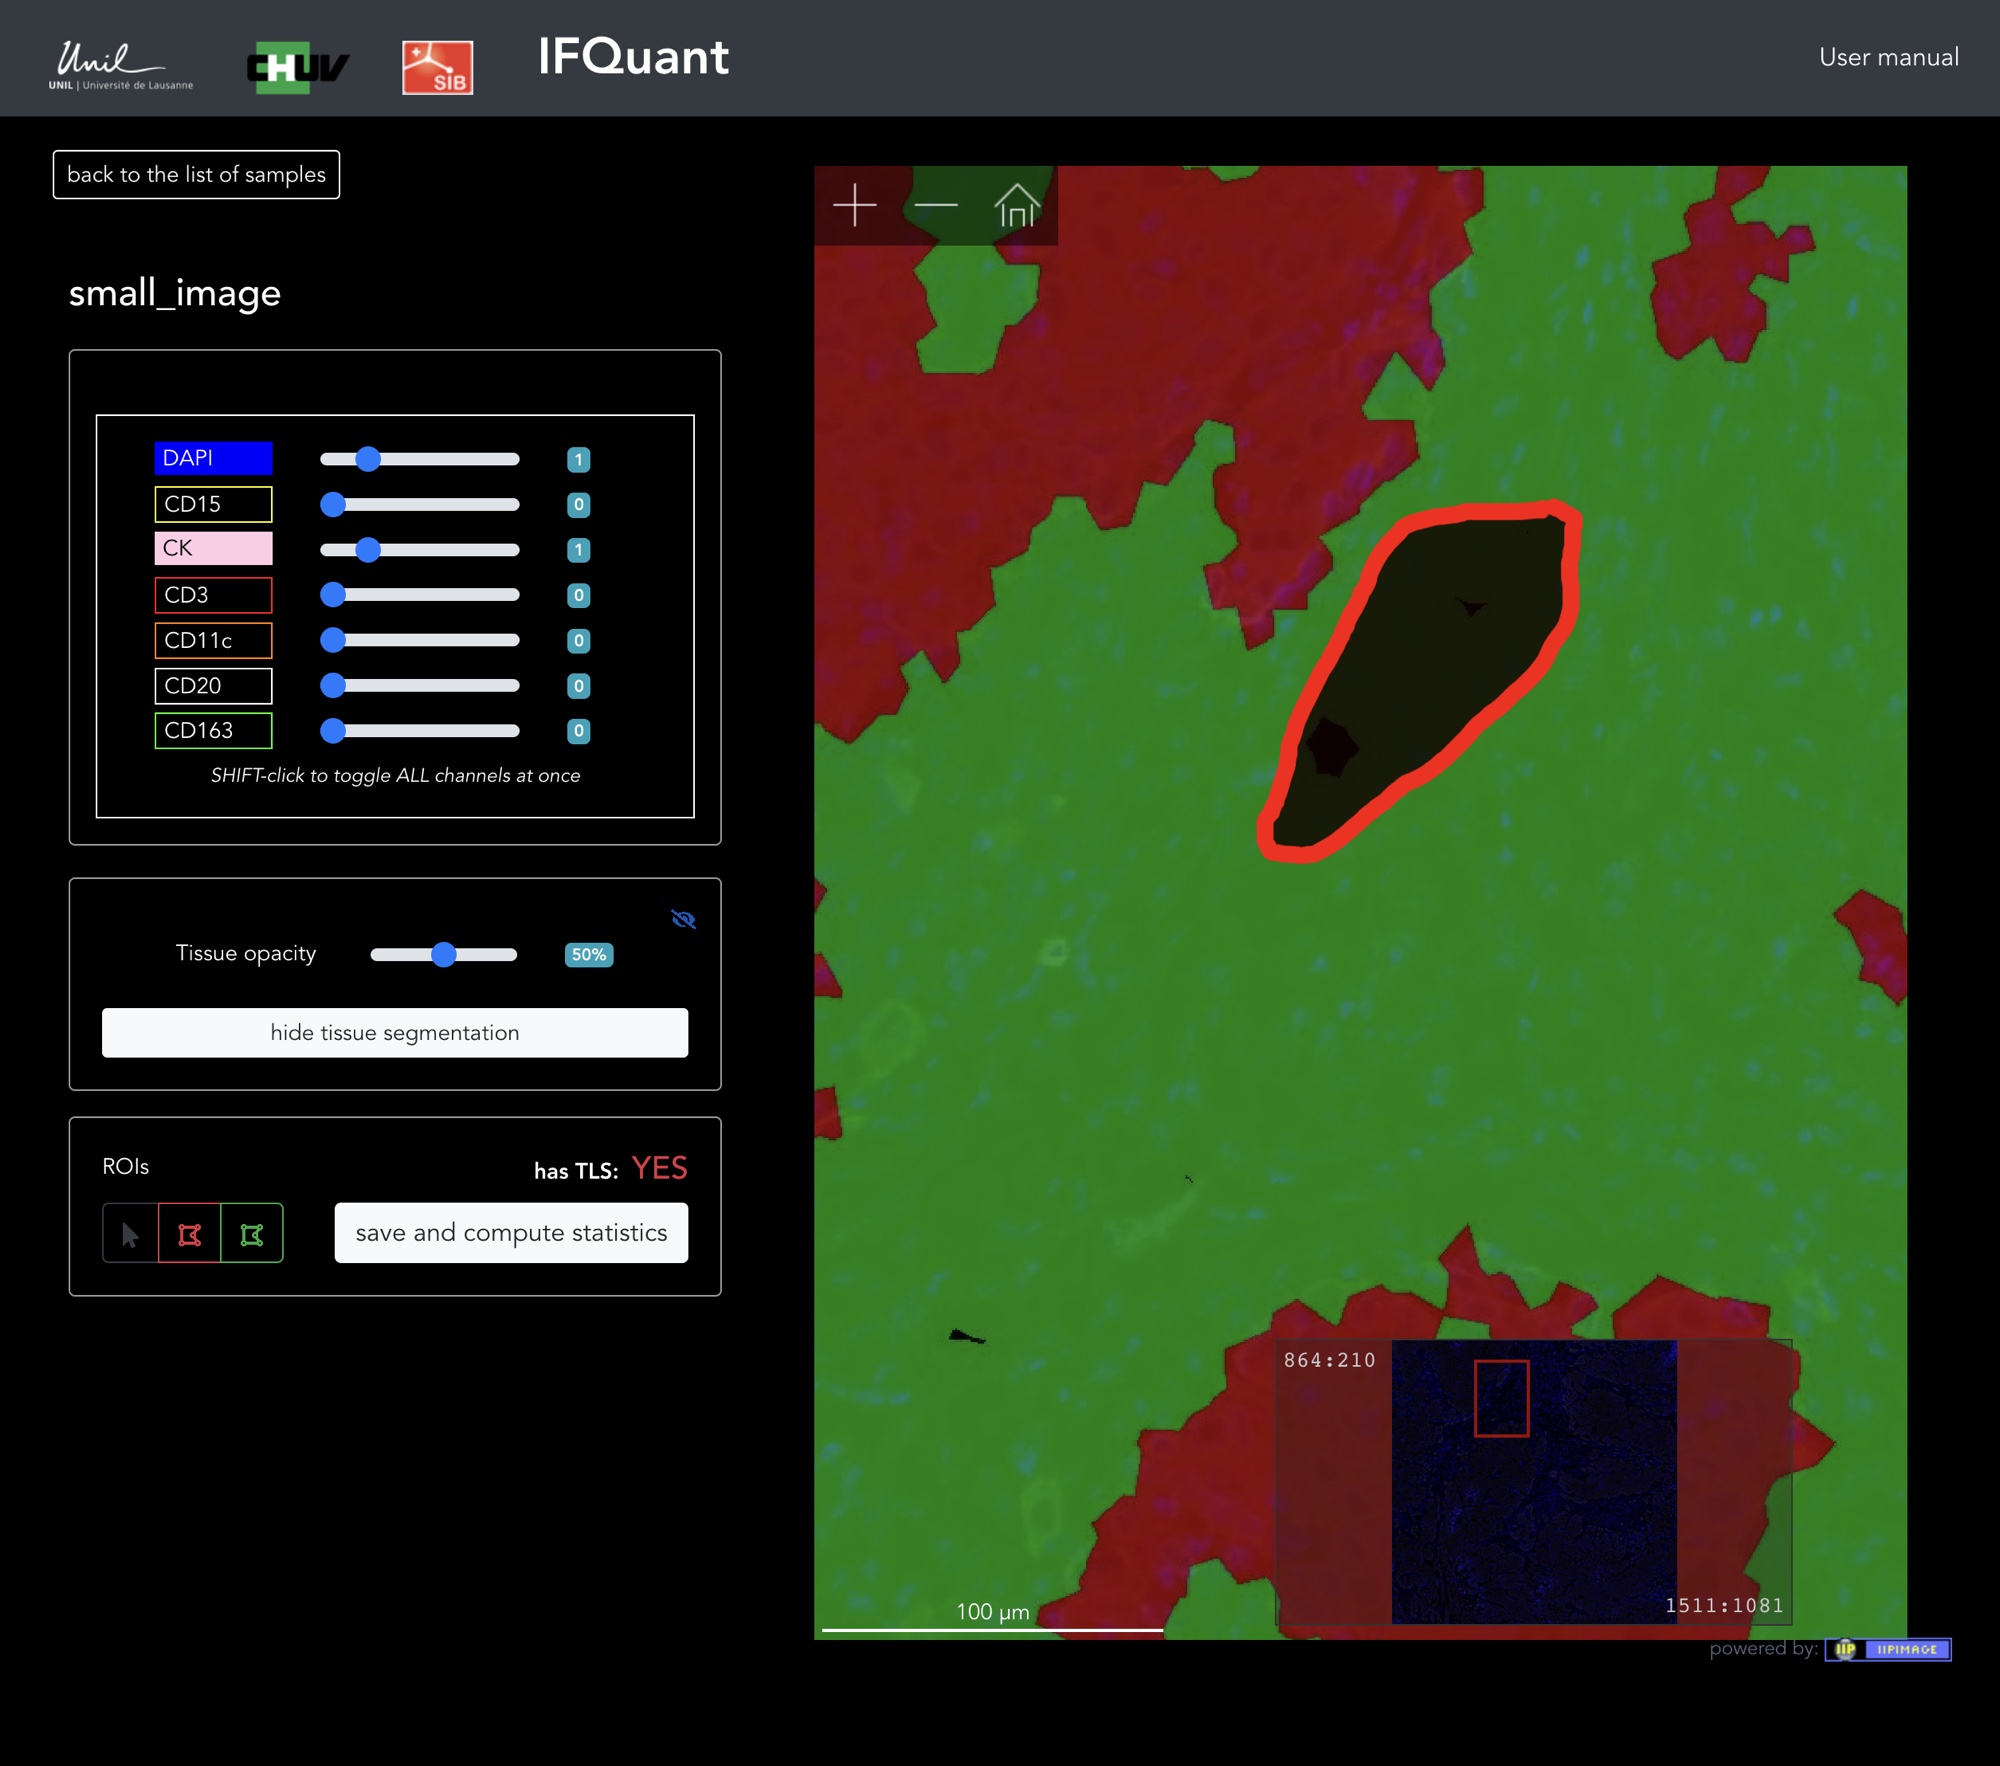 Unil
UNIL | Université de Lausanne
CHUV
SIB
IFQuant
User manual
back to the list of samples
small_image
DAPI 1
CD15 0
CK 1
CD3 0
CD11c 0
CD20 0
CD163 0
SHIFT-click to toggle ALL channels at once
Tissue opacity 50%
hide tissue segmentation
ROIs
has TLS: YES
save and compute statistics
864:210
1511:1081
100 µm
powered by: IIP IIPIMAGE